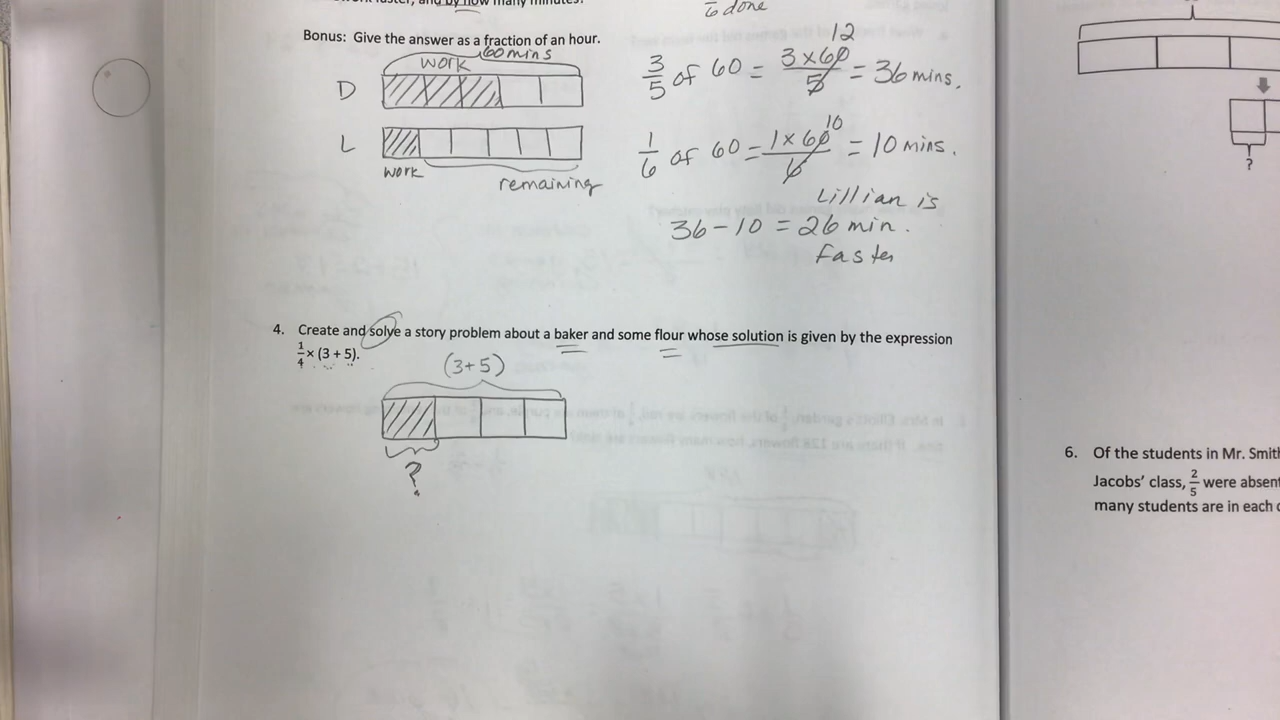 work faster, and by how many minutes?
6 done
Bonus: Give the answer as a fraction of an hour.
60 mins
work
D
3/5 of 60 = 3 x 60/5 12 = 36 mins.
L
1/6 of 60 = 1 x 60/6 10 = 10 mins.
work
remaining
Lillian is
36 - 10 = 26 min.
faster
4. Create and solve a story problem about a baker and some flour whose solution is given by the expression
1/4 x (3 + 5).
(3+5)
?
?
6. Of the students in Mr. Smith
Jacobs' class, 2/5 were absent
many students are in each